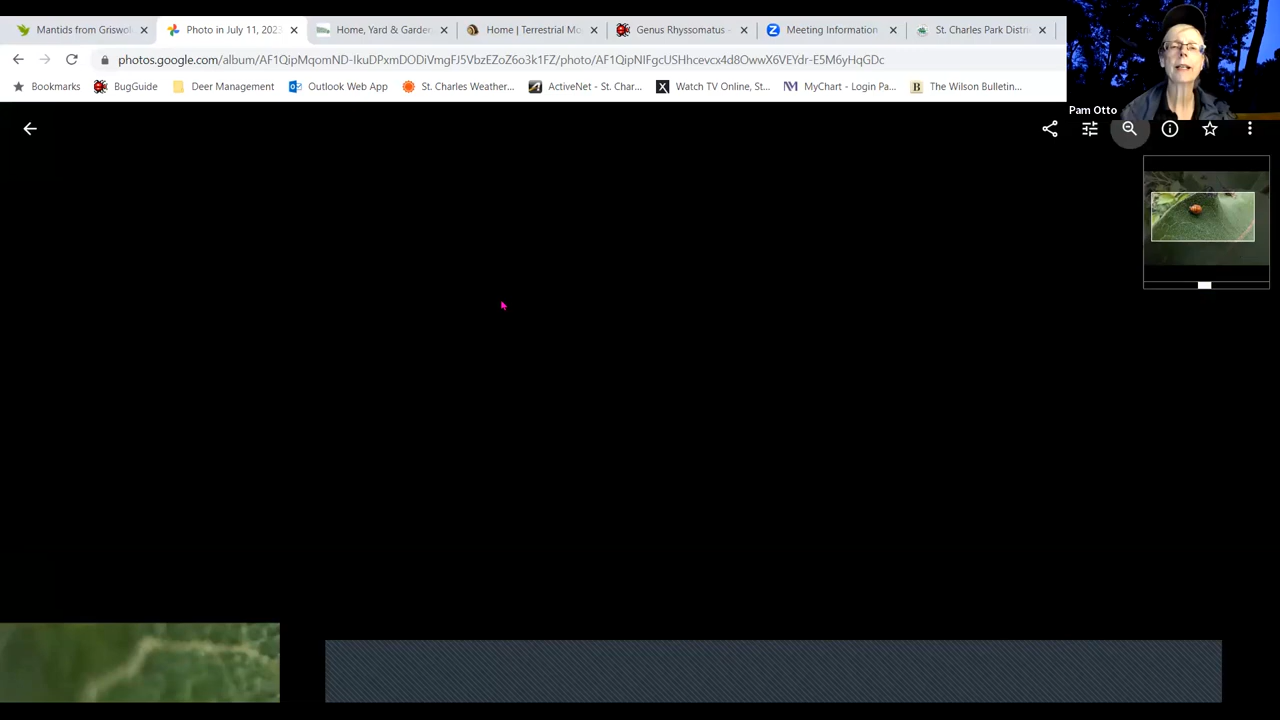 Mantids from Griswol
Photo in July 11, 202
Home, Yard & Garde
Home | Terrestrial Mo
Genus Rhyssomatus -
Meeting Information
St. Charles Park Distri
photos.google.com/album/AF1QipMqomND-IkuDPxmDcrDiVmgFJ5VDCZoZ6o3k1FZ/photo/AF1QipNIFgcUSHhcevcx4d8OwwX6VEYdr-E5M6yHqGDc
Bookmarks
BugGuide
Deer Management
Outlook Web App
St. Charles Weather...
ActiveNet - St. Char...
Watch TV Online, St...
MyChart - Login Pa...
The Wilson Bulletin...
Pam Otto